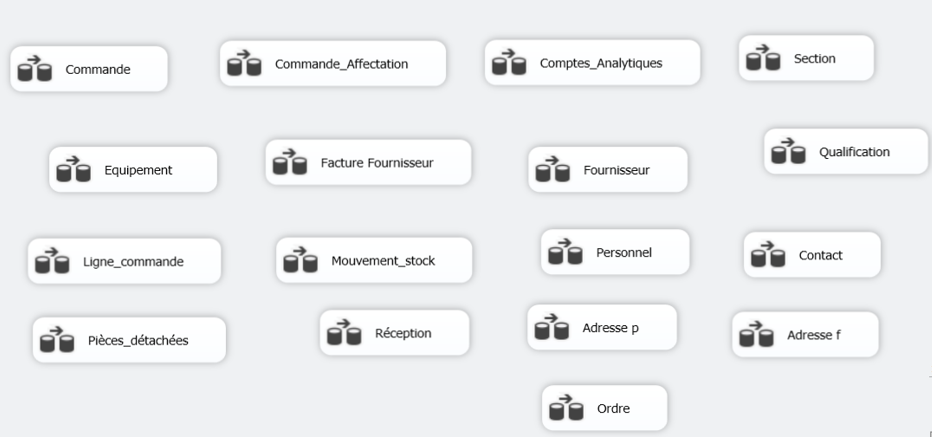 Commande
Commande_Affectation
Comptes_Analytiques
Section
Equipement
Facture Fournisseur
Fournisseur
Qualification
Ligne_commande
Mouvement_stock
Personnel
Contact
Pièces_détachées
Réception
Adresse p
Adresse f
Ordre